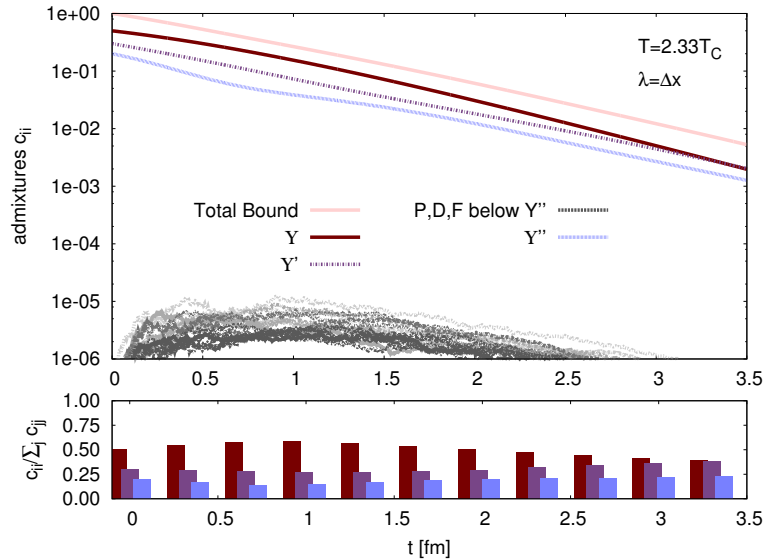 1e+00
1e-01
1e-02
1e-03
1e-04
1e-05
1e-06
admixtures c_ii
T=2.33T_C
λ=Δx
Total Bound
Υ
Υ'
P,D,F below Υ''
Υ''
0 0.5 1 1.5 2 2.5 3 3.5
1.00
0.75
0.50
0.25
0.00
c_ii/Σ_j c_jj
0 0.5 1 1.5 2 2.5 3 3.5
t [fm]